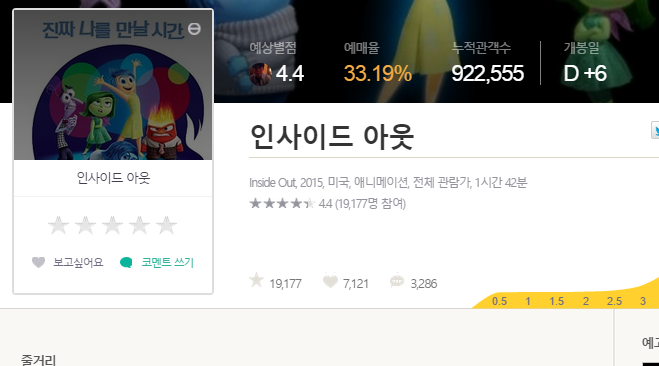 진짜 나를 만날 시간
예상별점 예매율 누적관객수 개봉일
4.4 33.19% 922,555 D +6
인사이드 아웃
인사이드 아웃
Inside Out, 2015, 미국, 애니메이션, 전체 관람가, 1시간 42분
4.4 (19,177명 참여)
보고싶어요 코멘트 쓰기
19,177 7,121 3,286
0.5 1 1.5 2 2.5 3
줄거리